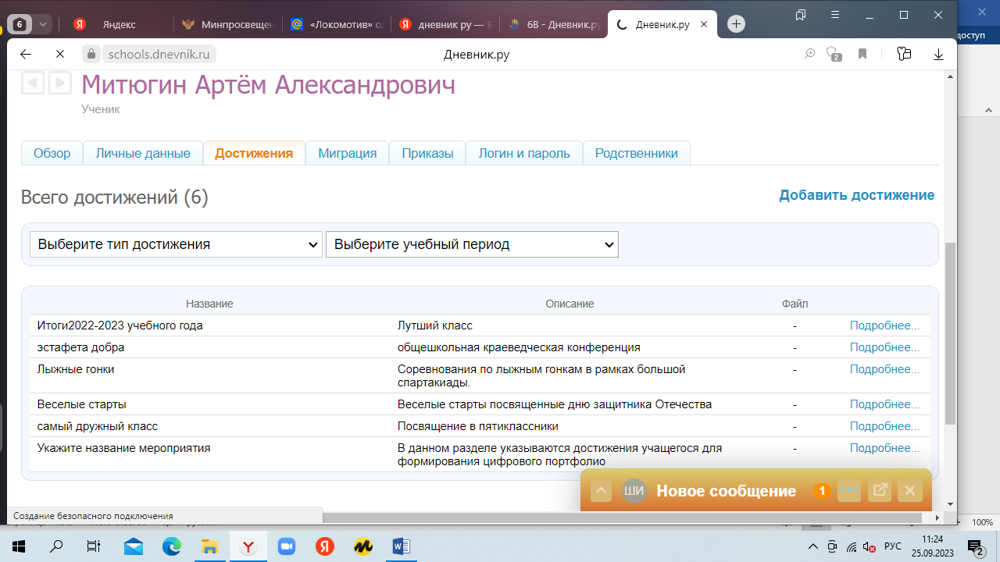 6
Яндекс
Минпросвещен
«Локомотив» о
дневник ру — Я
6В - Дневник.ру
Дневник.ру
доступ
schools.dnevnik.ru
Дневник.ру
2
Митюгин Артём Александрович
Ученик
Обзор Личные данные Достижения Миграция Приказы Логин и пароль Родственники
Всего достижений (6)
Добавить достижение
Выберите тип достижения
Выберите учебный период
Название Описание Файл
Итоги2022-2023 учебного года Лутший класс - Подробнее...
эстафета добра общешкольная краеведческая конференция - Подробнее...
Лыжные гонки Соревнования по лыжным гонкам в рамках большой - Подробнее...
спартакиады.
Веселые старты Веселые старты посвященные дню защитника Отечества - Подробнее...
самый дружный класс Посвящение в пятиклассники - Подробнее...
Укажите название мероприятия В данном разделе указываются достижения учащегося для - Подробнее...
формирования цифрового портфолио
ШИ Новое сообщение 1
Создание безопасного подключения
100%
РУС
11:24
25.09.2023
2